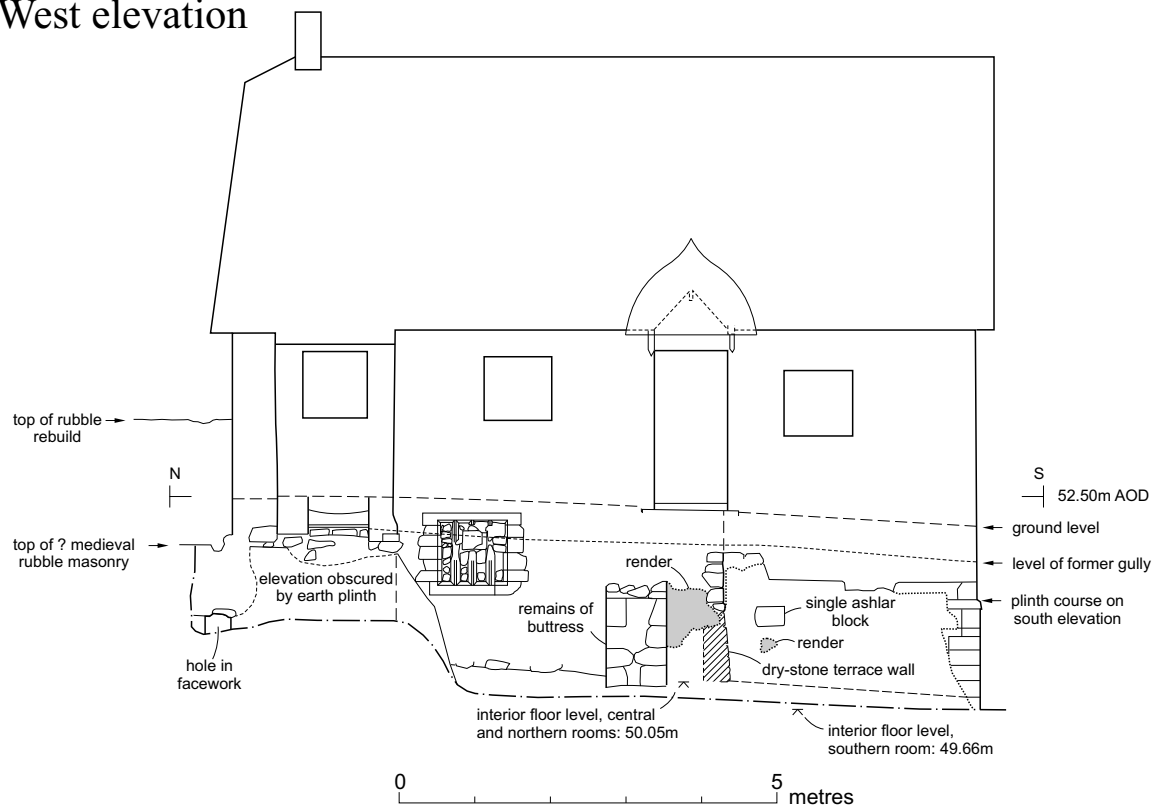 West elevation
top of rubble
rebuild
N
S
52.50m AOD
ground level
top of ? medieval
rubble masonry
level of former gully
render
elevation obscured
by earth plinth
remains of
buttress
single ashlar
block
plinth course on
south elevation
render
hole in
facework
dry-stone terrace wall
interior floor level, central
and northern rooms: 50.05m
interior floor level,
southern room: 49.66m
0
5
metres